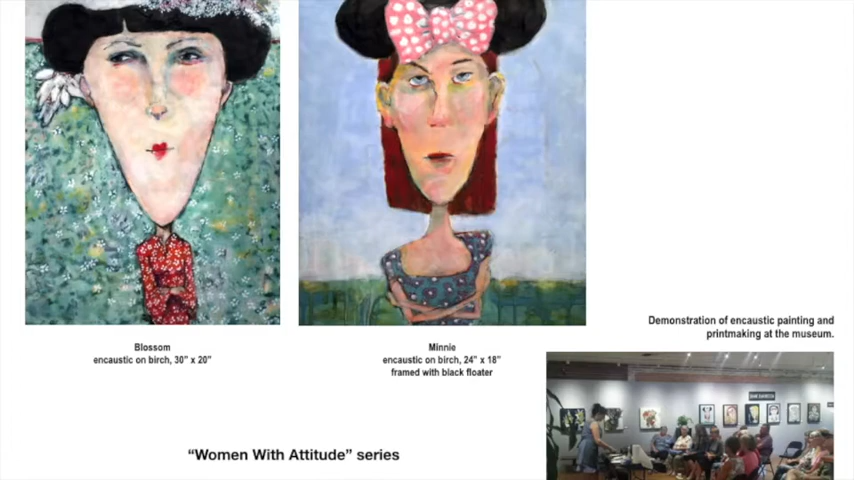 Blossom
encaustic on birch, 30" x 20"
Minnie
encaustic on birch, 24" x 18"
framed with black floater
Demonstration of encaustic painting and
printmaking at the museum.
"Women With Attitude" series